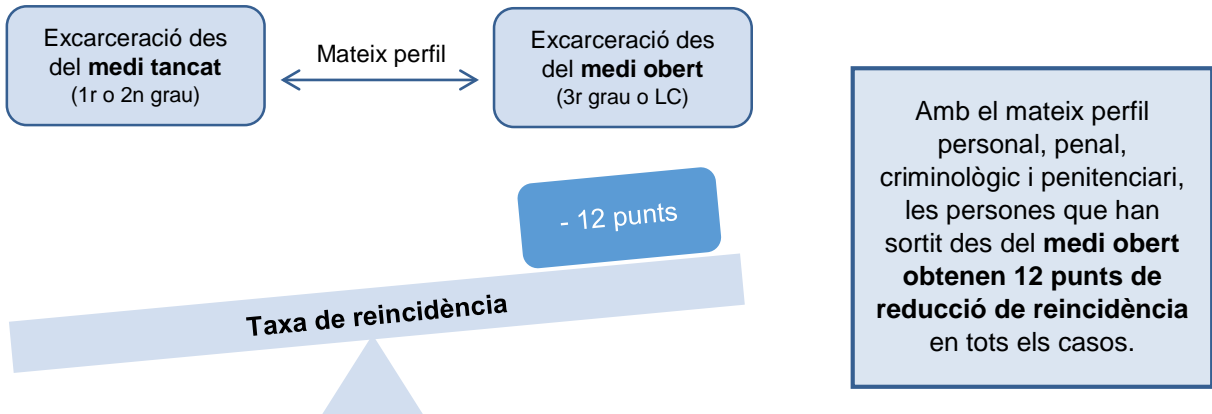 Excarceració des
del medi tancat
(1r o 2n grau)
Mateix perfil
Excarceració des
del medi obert
(3r grau o LC)
- 12 punts
Taxa de reincidència
Amb el mateix perfil
personal, penal,
criminològic i penitenciari,
les persones que han
sortit des del medi obert
obtenen 12 punts de
reducció de reincidència
en tots els casos.